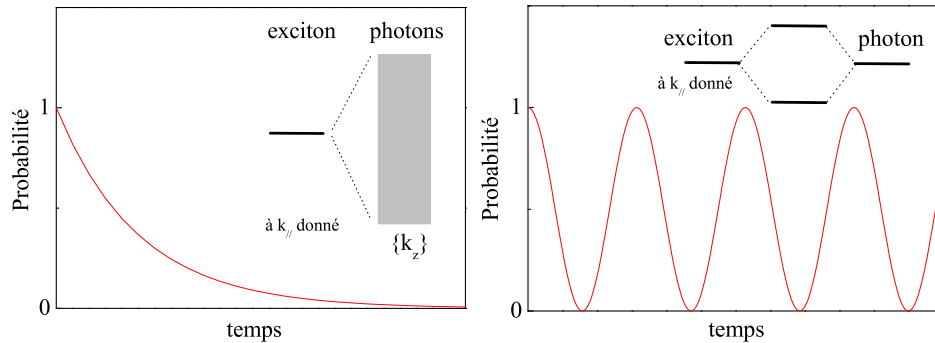 exciton photons
à k// donné
{kz}
Probabilité
1
0
temps
exciton photon
à k// donné
Probabilité
1
0
temps